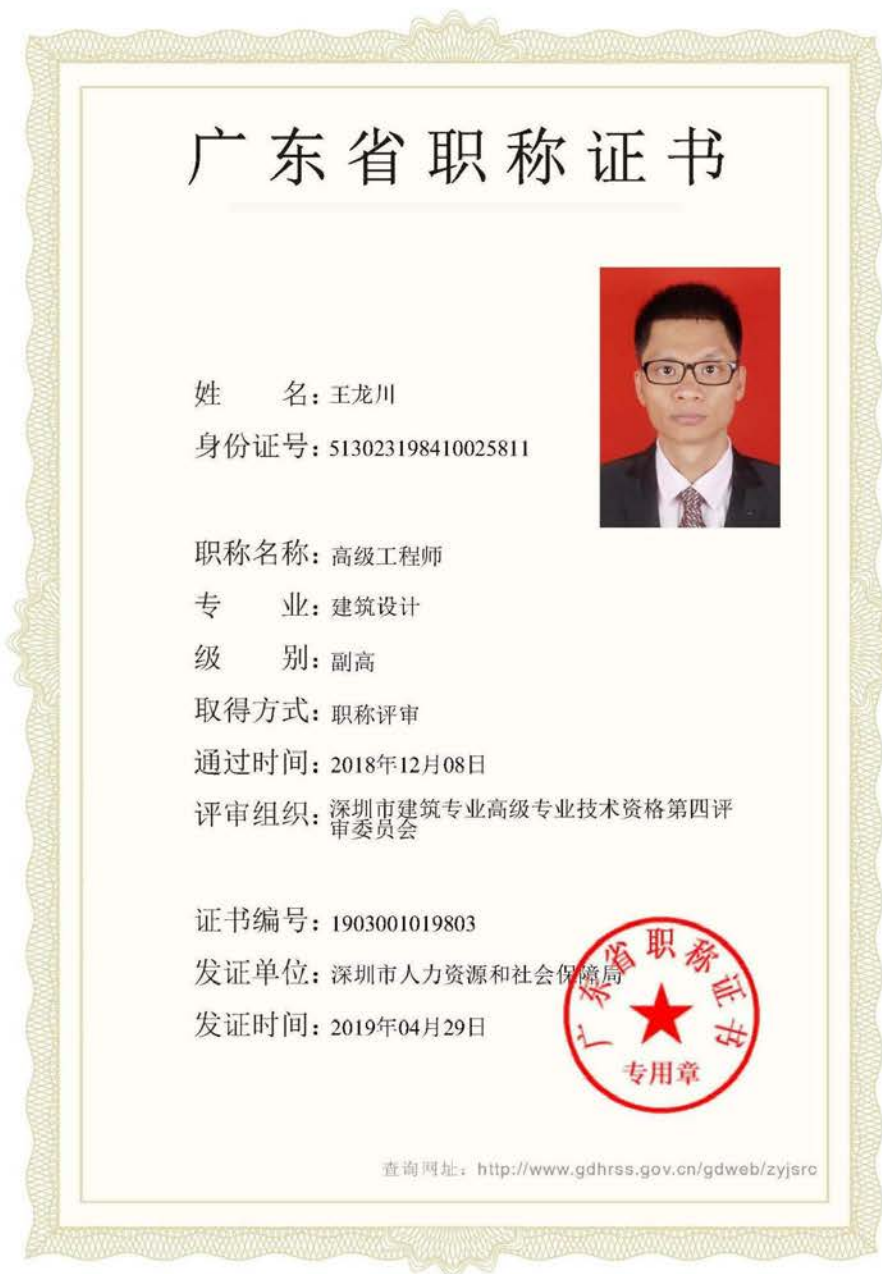 广东省职称证书
姓 名：王龙川
身份证号：513023198410025811
职称名称：高级工程师
专 业：建筑设计
级 别：副高
取得方式：职称评审
通过时间：2018年12月08日
评审组织：深圳市建筑专业高级专业技术资格第四评
审委员会
证书编号：1903001019803
发证单位：深圳市人力资源和社会保障局
发证时间：2019年04月29日
广东省职称证书
专用章
查询网址：http://www.gdhrss.gov.cn/gdweb/zyjsrc